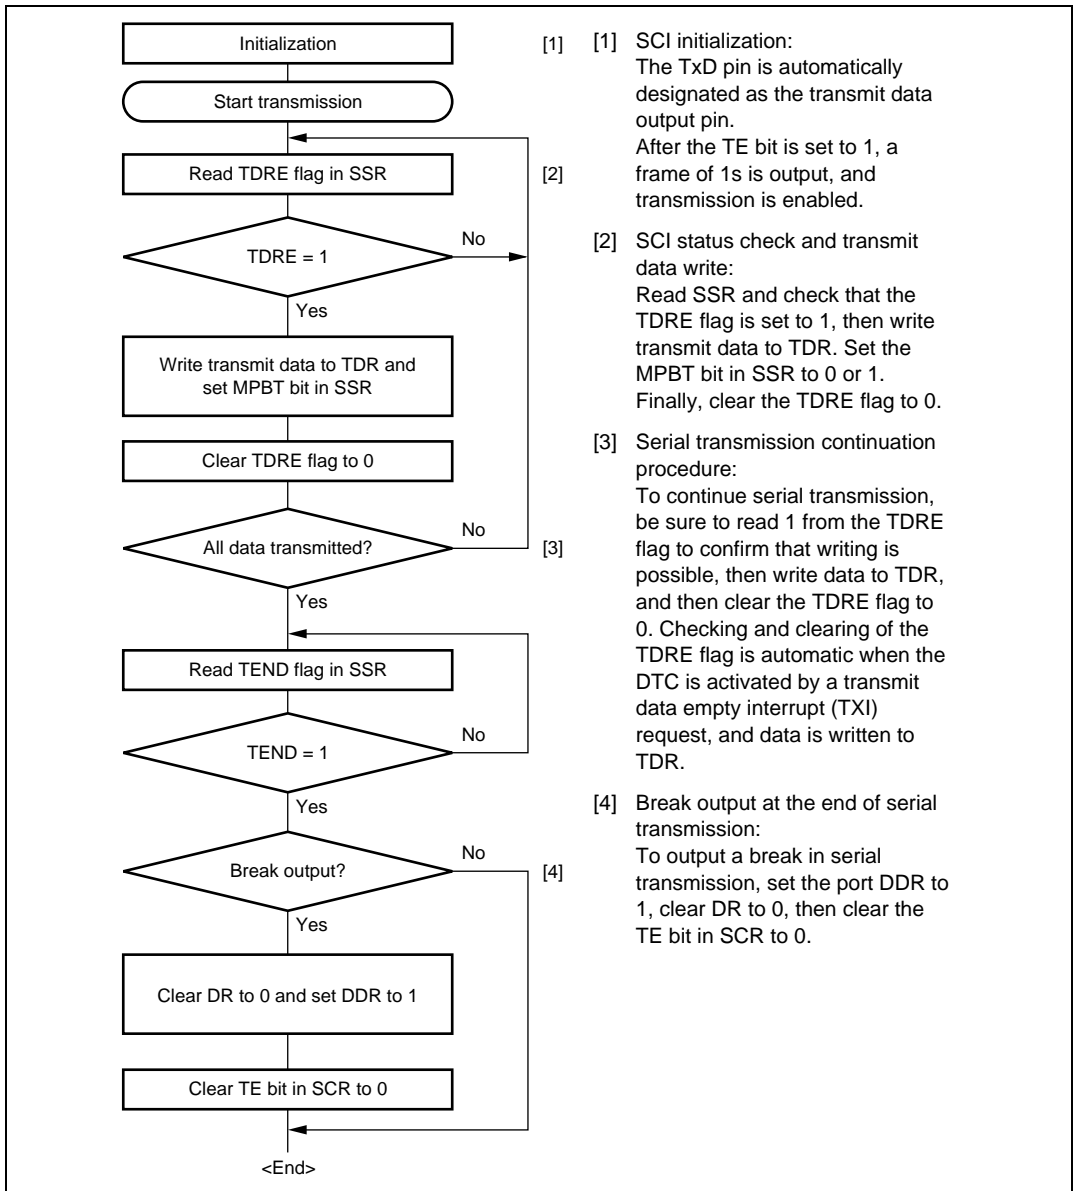 Initialization
[1]
Start transmission
Read TDRE flag in SSR
[2]
TDRE = 1
No
Yes
Write transmit data to TDR and
set MPBT bit in SSR
Clear TDRE flag to 0
All data transmitted?
No
[3]
Yes
Read TEND flag in SSR
TEND = 1
No
Yes
Break output?
No
[4]
Yes
Clear DR to 0 and set DDR to 1
Clear TE bit in SCR to 0
<End>
[1] SCI initialization:
The TxD pin is automatically
designated as the transmit data
output pin.
After the TE bit is set to 1, a
frame of 1s is output, and
transmission is enabled.
[2] SCI status check and transmit
data write:
Read SSR and check that the
TDRE flag is set to 1, then write
transmit data to TDR. Set the
MPBT bit in SSR to 0 or 1.
Finally, clear the TDRE flag to 0.
[3] Serial transmission continuation
procedure:
To continue serial transmission,
be sure to read 1 from the TDRE
flag to confirm that writing is
possible, then write data to TDR,
and then clear the TDRE flag to
0. Checking and clearing of the
TDRE flag is automatic when the
DTC is activated by a transmit
data empty interrupt (TXI)
request, and data is written to
TDR.
[4] Break output at the end of serial
transmission:
To output a break in serial
transmission, set the port DDR to
1, clear DR to 0, then clear the
TE bit in SCR to 0.